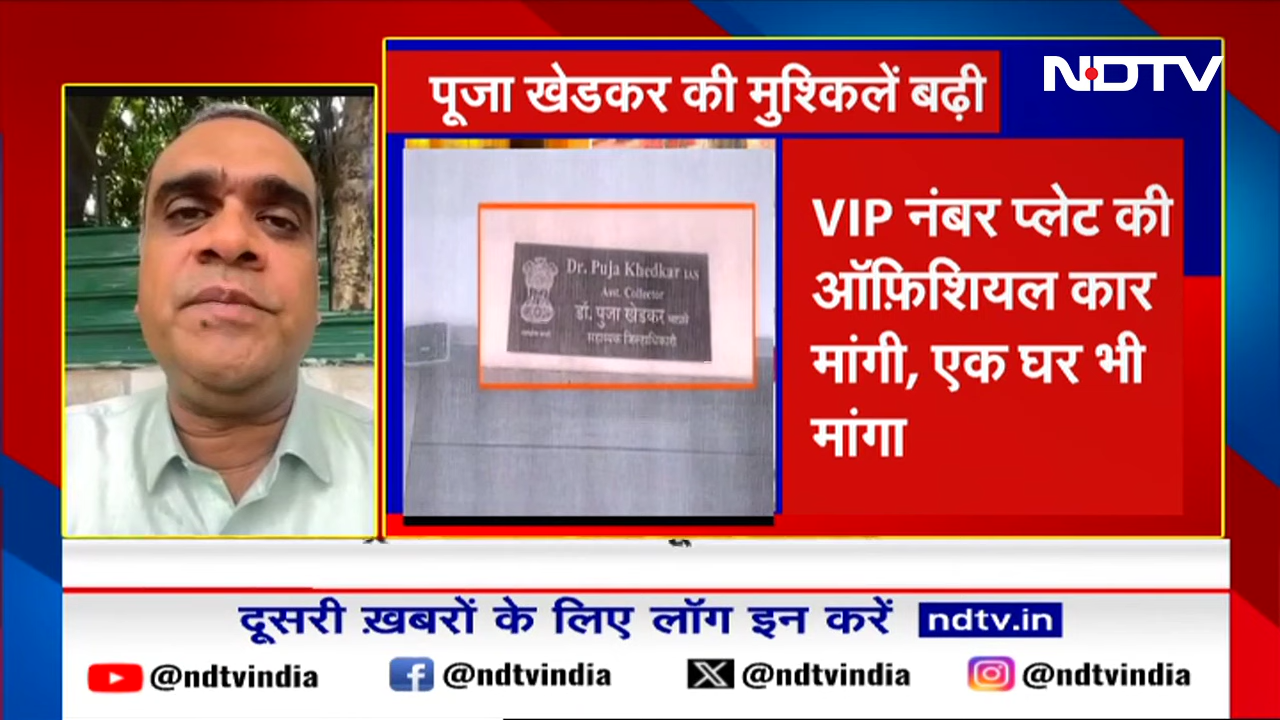 पूजा खेडकर की मुश्किलें बढ़ी
NDTV
Dr. Puja Khedkar IAS
Asst. Collector
डॉ. पुजा खेडकर
सहाय्यक जिल्हाधिकारी
VIP नंबर प्लेट की
ऑफ़िशियल कार
मांगी, एक घर भी
मांगा
दूसरी ख़बरों के लिए लॉग इन करें ndtv.in
@ndtvindia @ndtvindia @ndtvindia @ndtvindia